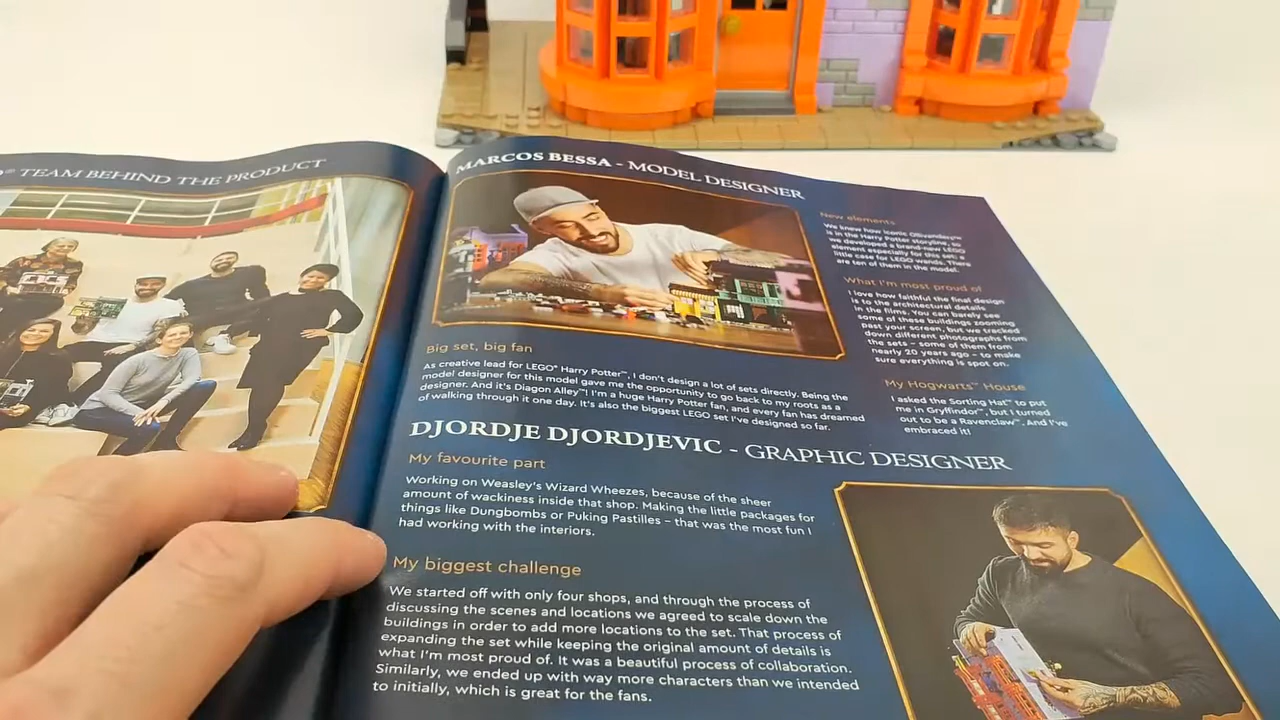 ® TEAM BEHIND THE PRODUCT
MARCOS BESSA - MODEL DESIGNER
Big set, big fan
As creative lead for LEGO® Harry Potter™, I don't design a lot of sets directly. Being the
model designer for this model gave me the opportunity to go back to my roots as a
designer. And it's Diagon Alley™! I'm a huge Harry Potter fan, and every fan has dreamed
of walking through it one day. It's also the biggest LEGO set I've designed so far.
New elements
We knew how iconic Ollivanders™
is in the Harry Potter storyline, so
we developed a brand-new LEGO
element especially for this set: a
little case for LEGO wands. There
are ten of them in the model.
What I'm most proud of
I love how faithful the final design
is to the architectural details
in the films. You can barely see
some of these buildings zooming
past your screen, but we tracked
down different photographs from
the sets – some of them from
nearly 20 years ago – to make
sure everything is spot on.
My Hogwarts™ House
I asked the Sorting Hat™ to put
me in Gryffindor™, but I turned
out to be a Ravenclaw™. And I've
embraced it!
DJORDJE DJORDJEVIC - GRAPHIC DESIGNER
My favourite part
Working on Weasley's Wizard Wheezes, because of the sheer
amount of wackiness inside that shop. Making the little packages for
things like Dungbombs or Puking Pastilles – that was the most fun I
had working with the interiors.
My biggest challenge
We started off with only four shops, and through the process of
discussing the scenes and locations we agreed to scale down the
buildings in order to add more locations to the set. That process of
expanding the set while keeping the original amount of details is
what I'm most proud of. It was a beautiful process of collaboration.
Similarly, we ended up with way more characters than we intended
to initially, which is great for the fans.